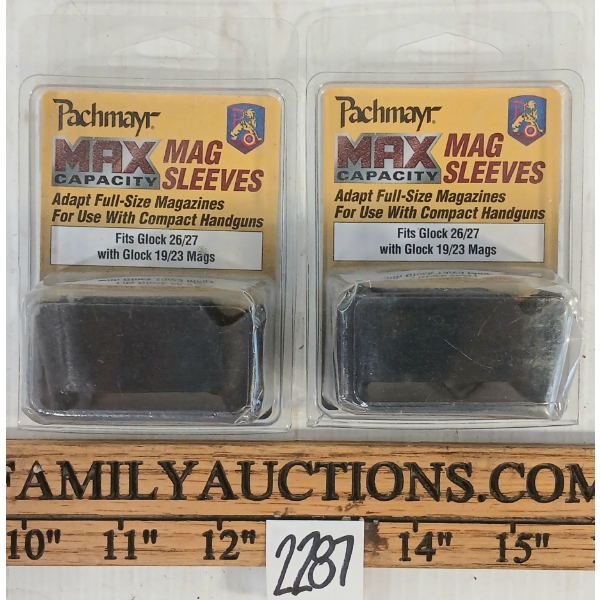 Pachmayr
MAX
CAPACITY
MAG
SLEEVES
Adapt Full-Size Magazines
For Use With Compact Handguns
Fits Glock 26/27
with Glock 19/23 Mags
Pachmayr
MAX
CAPACITY
MAG
SLEEVES
Adapt Full-Size Magazines
For Use With Compact Handguns
Fits Glock 26/27
with Glock 19/23 Mags
FAMILYAUCTIONS.COM
10" 11" 12" 14" 15"
2287